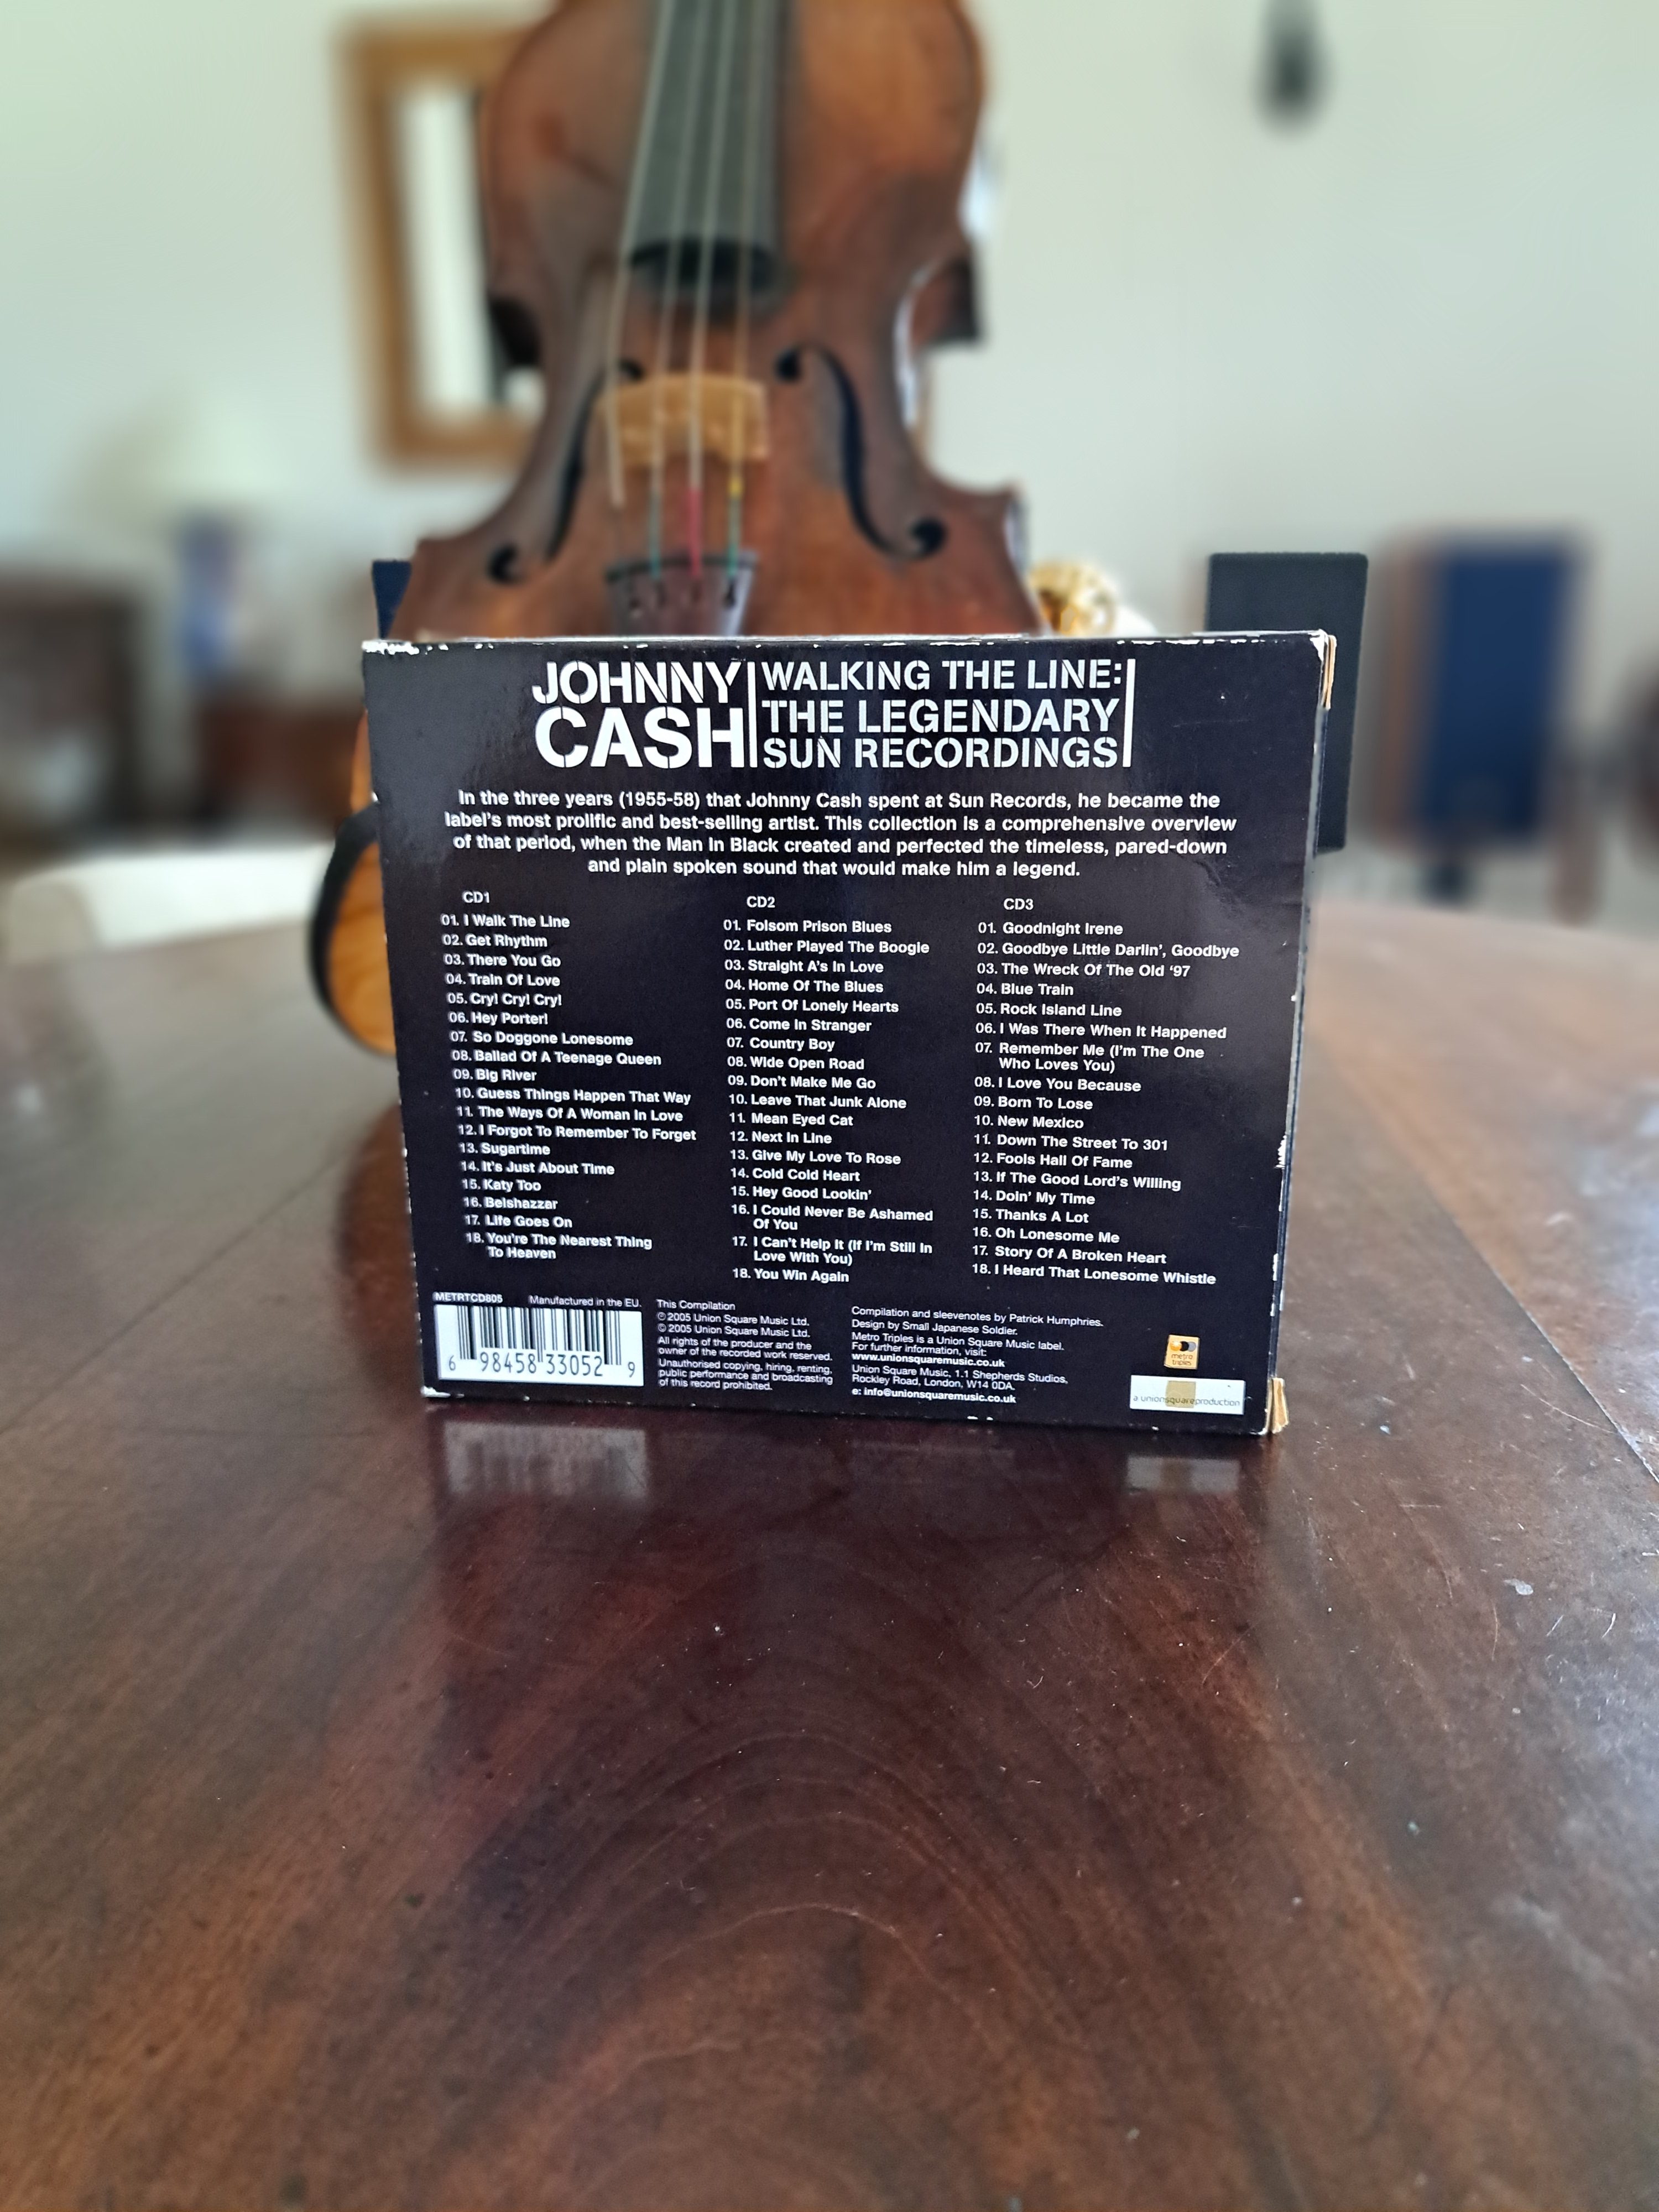 JOHNNY
CASH
WALKING THE LINE:
THE LEGENDARY
SUN RECORDINGS
In the three years (1955-58) that Johnny Cash spent at Sun Records, he became the
label's most prolific and best-selling artist. This collection is a comprehensive overview
of that period, when the Man In Black created and perfected the timeless, pared-down
and plain spoken sound that would make him a legend.
CD1
01. I Walk The Line
02. Get Rhythm
03. There You Go
04. Train Of Love
05. Cry! Cry! Cry!
06. Hey Porter!
07. So Doggone Lonesome
08. Ballad Of A Teenage Queen
09. Big River
10. Guess Things Happen That Way
11. The Ways Of A Woman In Love
12. I Forgot To Remember To Forget
13. Sugartime
14. It's Just About Time
15. Katy Too
16. Belshazzar
17. Life Goes On
18. You're The Nearest Thing
To Heaven
CD2
01. Folsom Prison Blues
02. Luther Played The Boogie
03. Straight A's In Love
04. Home Of The Blues
05. Port Of Lonely Hearts
06. Come In Stranger
07. Country Boy
08. Wide Open Road
09. Don't Make Me Go
10. Leave That Junk Alone
11. Mean Eyed Cat
12. Next In Line
13. Give My Love To Rose
14. Cold Cold Heart
15. Hey Good Lookin'
16. I Could Never Be Ashamed
Of You
17. I Can't Help It (If I'm Still In
Love With You)
18. You Win Again
CD3
01. Goodnight Irene
02. Goodbye Little Darlin', Goodbye
03. The Wreck Of The Old '97
04. Blue Train
05. Rock Island Line
06. I Was There When It Happened
07. Remember Me (I'm The One
Who Loves You)
08. I Love You Because
09. Born To Lose
10. New Mexico
11. Down The Street To 301
12. Fools Hall Of Fame
13. If The Good Lord's Willing
14. Doin' My Time
15. Thanks A Lot
16. Oh Lonesome Me
17. Story Of A Broken Heart
18. I Heard That Lonesome Whistle
METRTCD805 Manufactured in the EU.
6 98458 33052 9
This Compilation
℗ 2005 Union Square Music Ltd.
© 2005 Union Square Music Ltd.
All rights of the producer and the
owner of the recorded work reserved.
Unauthorised copying, hiring, renting,
public performance and broadcasting
of this record prohibited.
Compilation and sleevenotes by Patrick Humphries.
Design by Small Japanese Soldier.
Metro Triples is a Union Square Music label.
For further information, visit:
www.unionsquaremusic.co.uk
Union Square Music, 1.1 Shepherds Studios,
Rockley Road, London, W14 0DA.
e: info@unionsquaremusic.co.uk
metro
triples
a unionsquareproduction